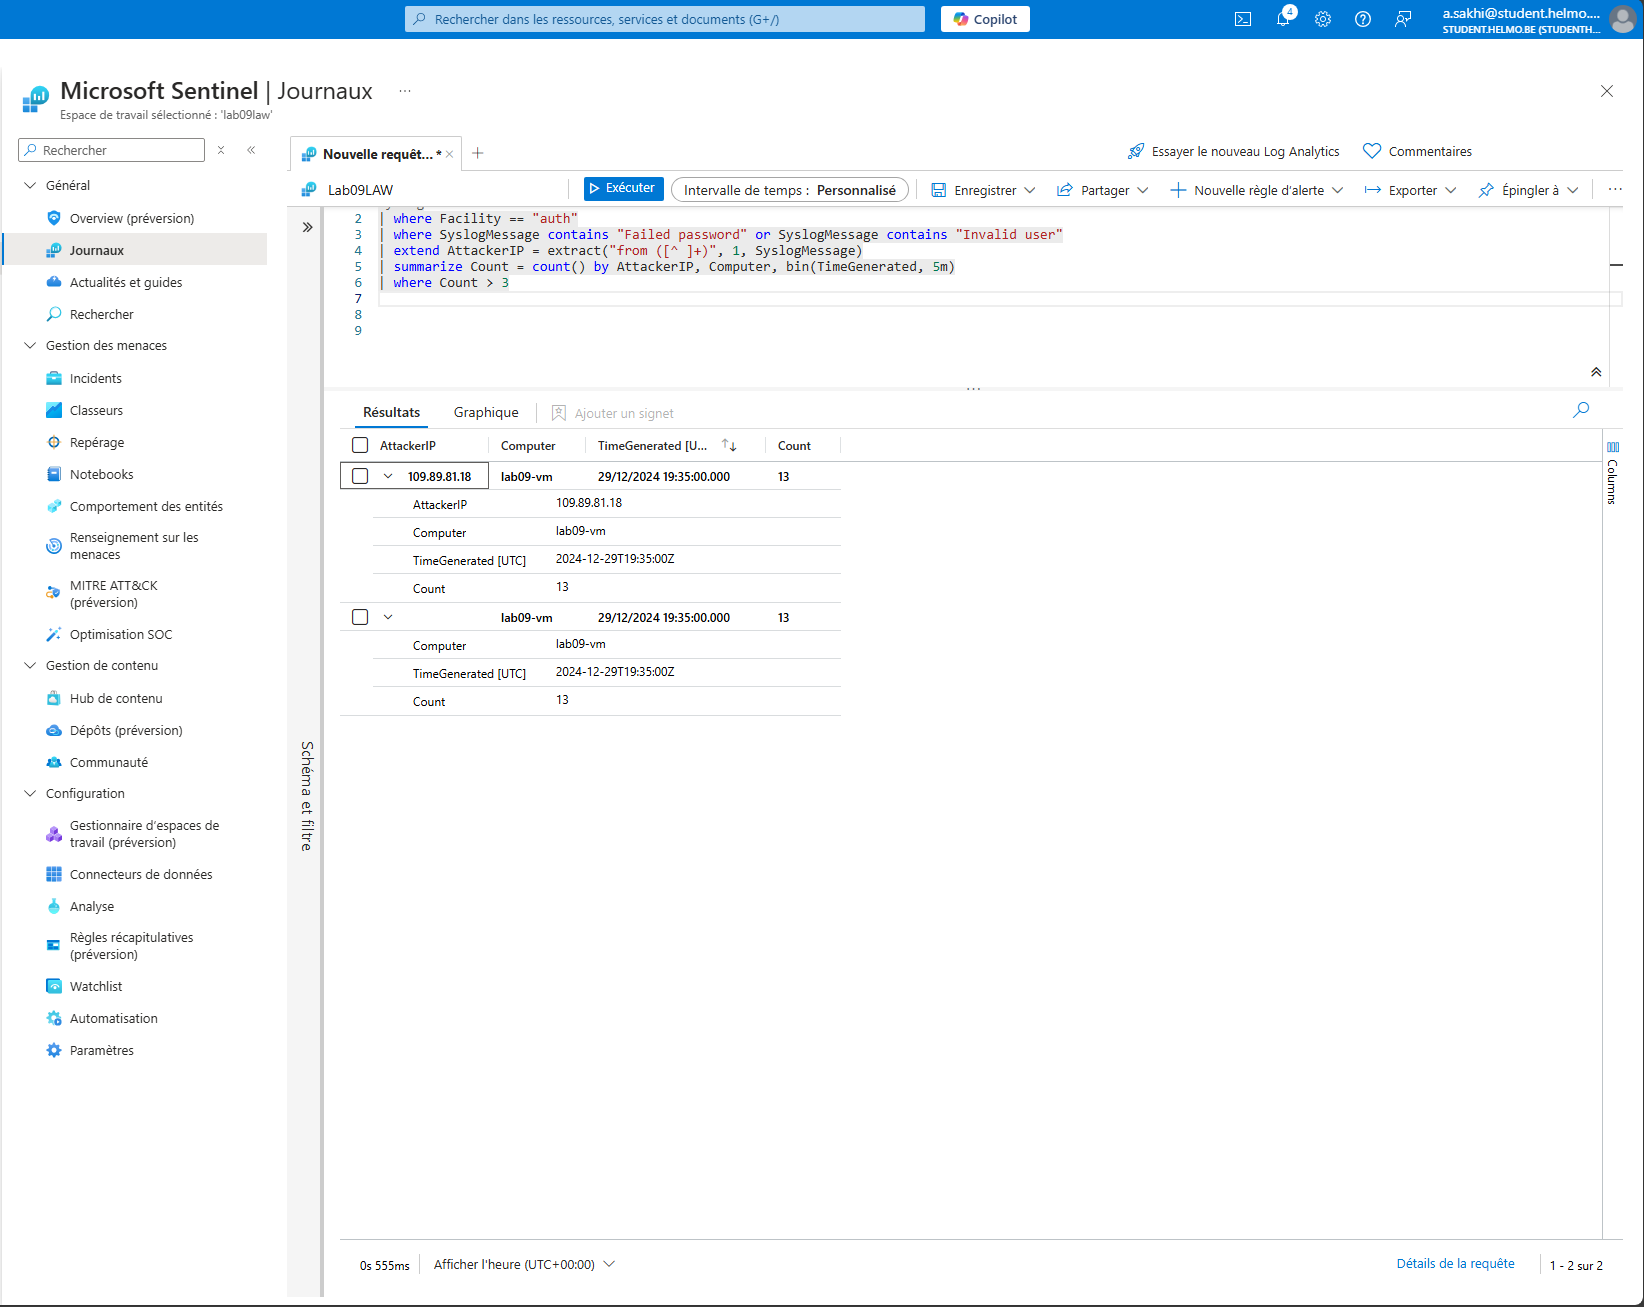 Rechercher dans les ressources, services et documents (G+/)
Copilot
4
a.sakhi@student.helmo....
STUDENT.HELMO.BE (STUDENTH...
Microsoft Sentinel | Journaux ...
Espace de travail sélectionné : 'lab09law'
Rechercher
Général
Overview (préversion)
Journaux
Actualités et guides
Rechercher
Gestion des menaces
Incidents
Classeurs
Repérage
Notebooks
Comportement des entités
Renseignement sur les
menaces
MITRE ATT&CK
(préversion)
Optimisation SOC
Gestion de contenu
Hub de contenu
Dépôts (préversion)
Communauté
Configuration
Gestionnaire d'espaces de
travail (préversion)
Connecteurs de données
Analyse
Règles récapitulatives
(préversion)
Watchlist
Automatisation
Paramètres
Nouvelle requêt... *
Essayer le nouveau Log Analytics
Commentaires
Lab09LAW
Exécuter
Intervalle de temps : Personnalisé
Enregistrer
Partager
Nouvelle règle d'alerte
Exporter
Épingler à
...
2 | where Facility == "auth"
3 | where SyslogMessage contains "Failed password" or SyslogMessage contains "Invalid user"
4 | extend AttackerIP = extract("from ([^ ]+)", 1, SyslogMessage)
5 | summarize Count = count() by AttackerIP, Computer, bin(TimeGenerated, 5m)
6 | where Count > 3
7
8
9
Schéma et filtre
Résultats
Graphique
Ajouter un signet
AttackerIP Computer TimeGenerated [U... Count
109.89.81.18 lab09-vm 29/12/2024 19:35:00.000 13
AttackerIP 109.89.81.18
Computer lab09-vm
TimeGenerated [UTC] 2024-12-29T19:35:00Z
Count 13
lab09-vm 29/12/2024 19:35:00.000 13
Computer lab09-vm
TimeGenerated [UTC] 2024-12-29T19:35:00Z
Count 13
Columns
0s 555ms
Afficher l'heure (UTC+00:00)
Détails de la requête
1 - 2 sur 2